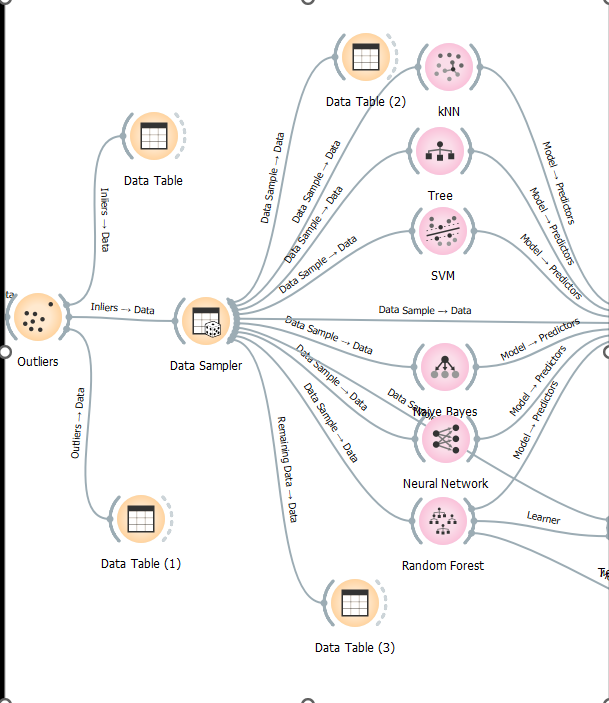 Data Table (2)
kNN
Data Table
Tree
SVM
Inliers → Data
Data Sample → Data
Data Sample → Data
Data Sample → Data
Data Sample → Data
Model → Predictors
Model → Predictors
Model → Predictors
ta
Inliers → Data
Data Sample → Data
Outliers
Data Sampler
Data Sample → Data
Model → Predictors
Naive Bayes
Data Sample → Data
Data Sample → Data
Data Sample
Model → Predictors
Model → Predictors
Outliers → Data
Remaining Data → Data
Neural Network
Learner
Data Table (1)
Random Forest
Data Table (3)